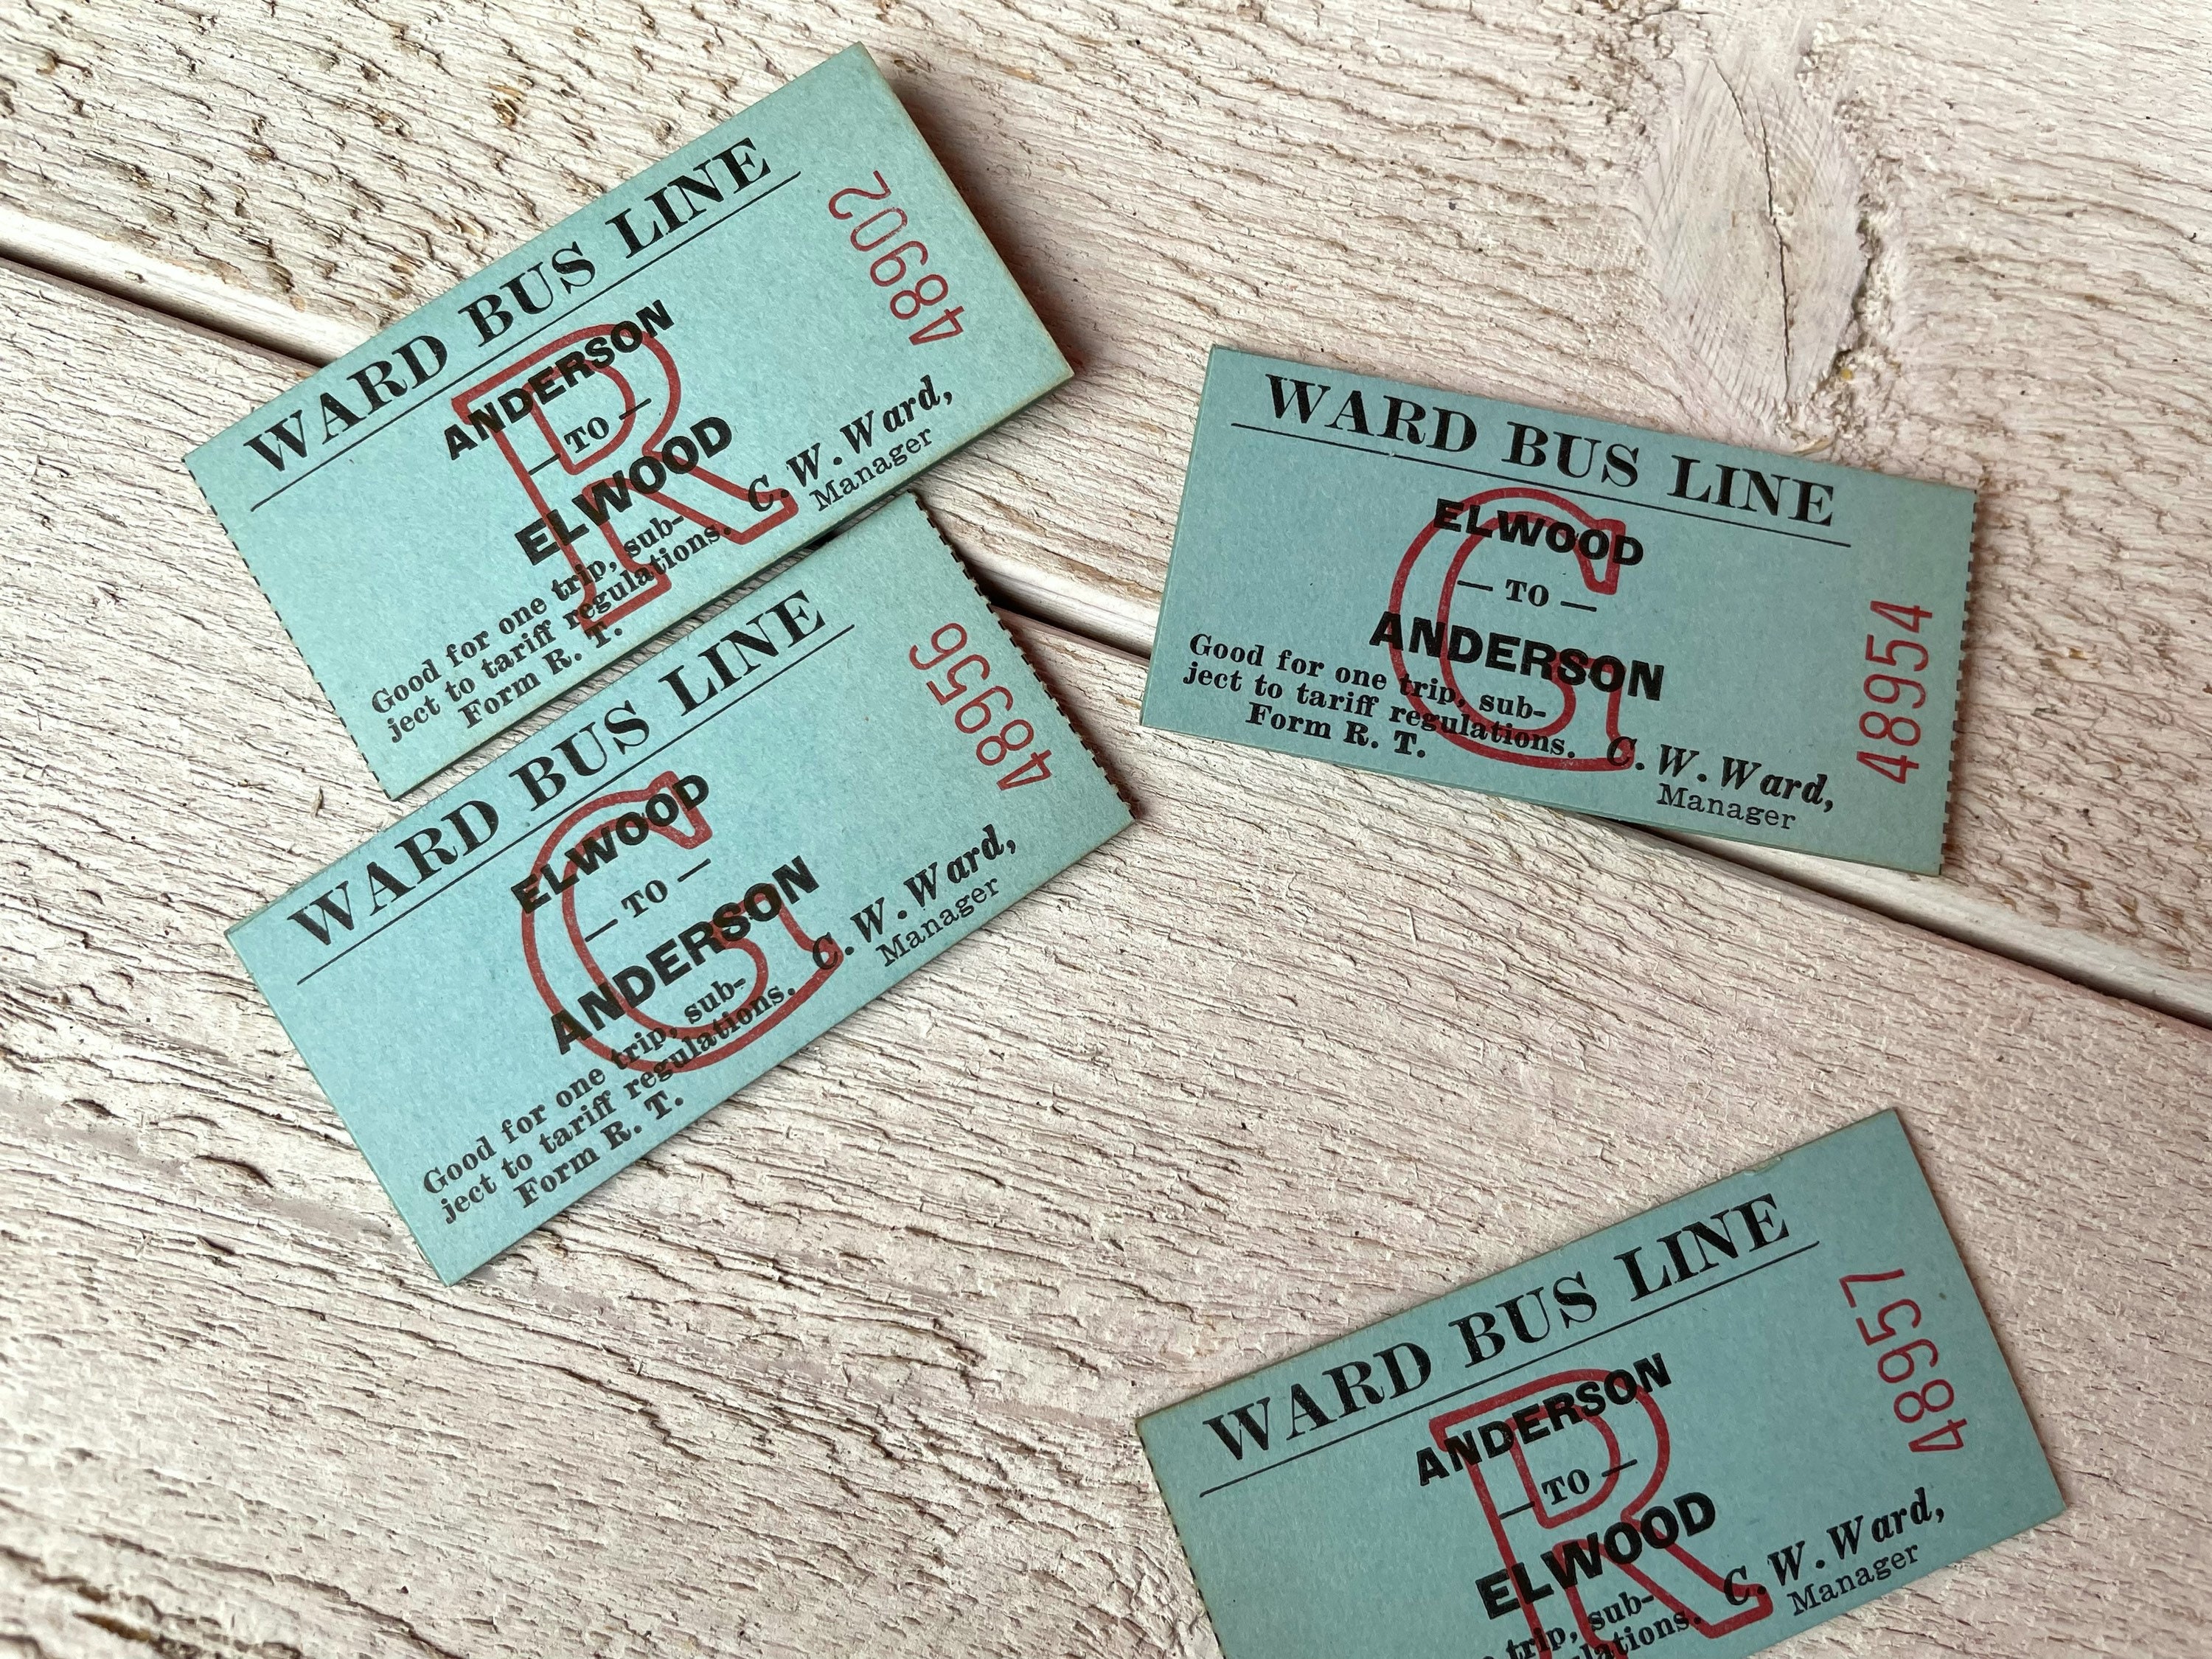 WARD BUS LINE
ANDERSON
— TO —
ELWOOD
Good for one trip, sub-
ject to tariff regulations.
Form R. T.
C. W. Ward,
Manager
48902
R
WARD BUS LINE
ELWOOD
— TO —
ANDERSON
Good for one trip, sub-
ject to tariff regulations.
Form R. T.
C. W. Ward,
Manager
48956
G
WARD BUS LINE
ELWOOD
— TO —
ANDERSON
Good for one trip, sub-
ject to tariff regulations.
Form R. T.
C. W. Ward,
Manager
48954
G
WARD BUS LINE
ANDERSON
— TO —
ELWOOD
trip, sub-
C. W. Ward,
Manager
48957
R